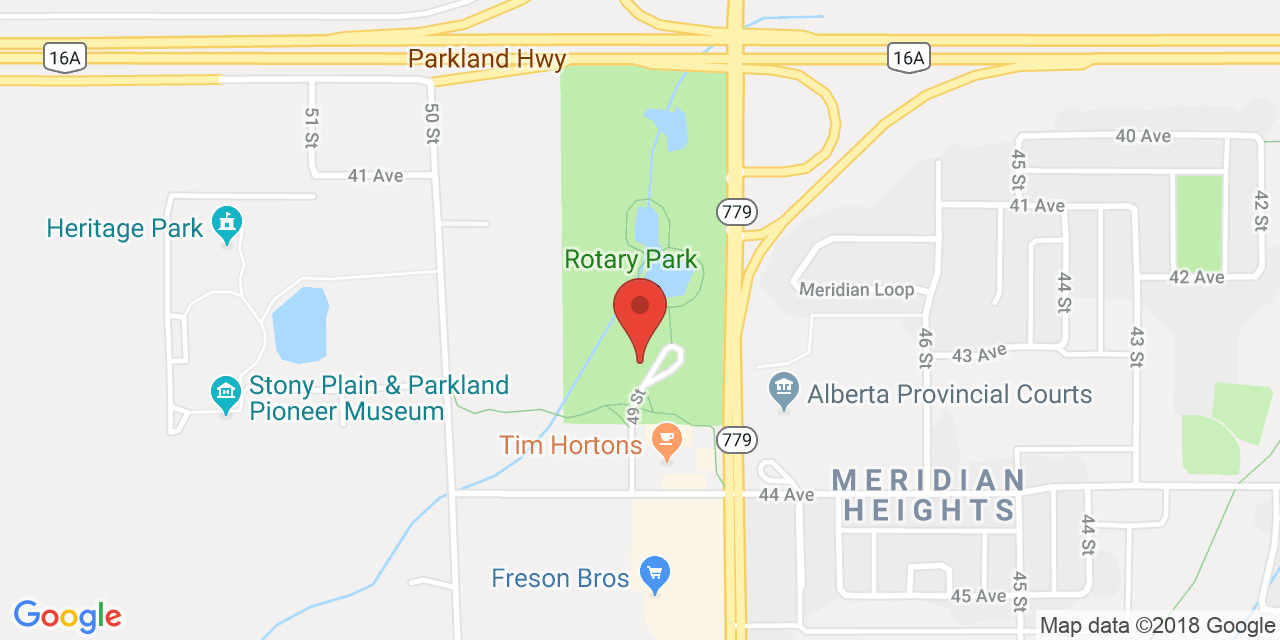 16A
Parkland Hwy
16A
51 St
50 St
41 Ave
40 Ave
45 St
42 St
Heritage Park
779
41 Ave
Rotary Park
42 Ave
Meridian Loop
44 St
46 St
43 Ave
43 St
Stony Plain & Parkland
Pioneer Museum
Alberta Provincial Courts
49 St
Tim Hortons
779
MERIDIAN
HEIGHTS
44 Ave
44 St
Freson Bros
45 Ave
45 St
Google
Map data ©2018 Google